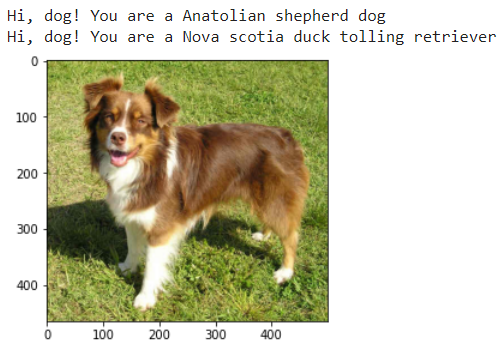 Hi, dog! You are a Anatolian shepherd dog
Hi, dog! You are a Nova scotia duck tolling retriever
0
100
200
300
400
0 100 200 300 400